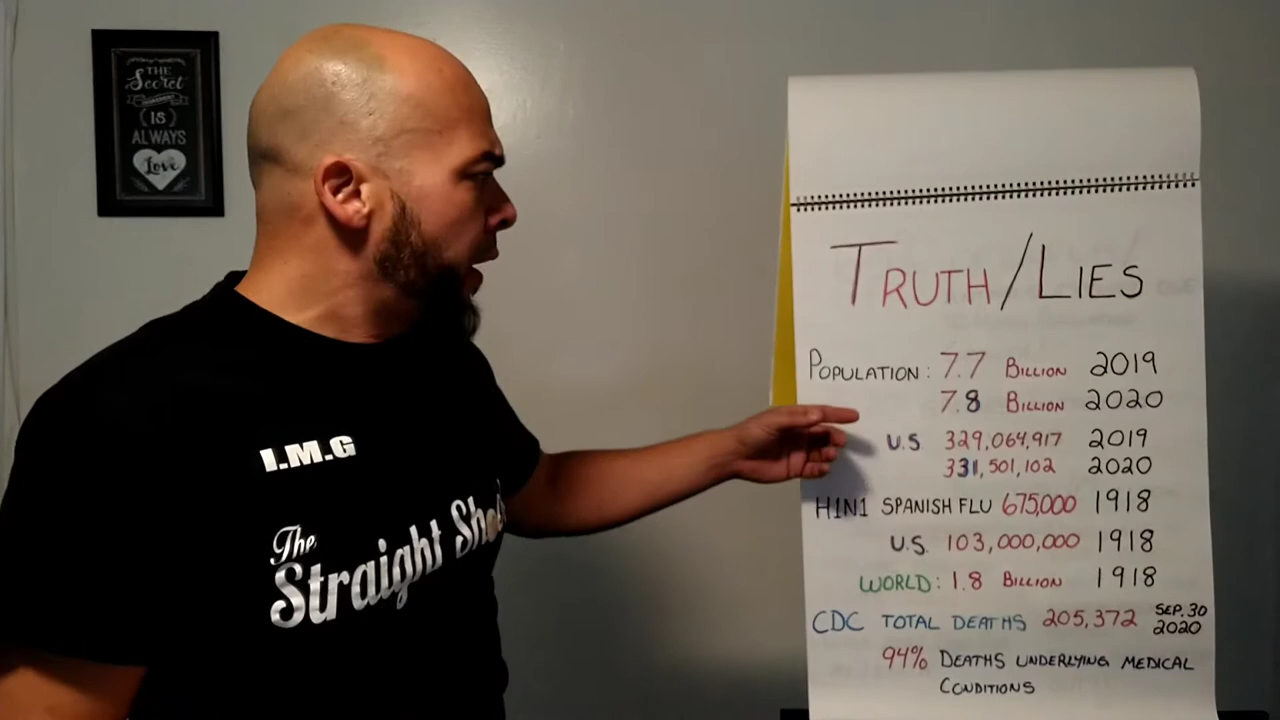 THE
Secret
IS
ALWAYS
Love
I.M.G
The
Straight
TRUTH/LIES
POPULATION: 7.7 BILLION 2019
7.8 BILLION 2020
U.S 329,064,917 2019
331,501,102 2020
H1N1 SPANISH FLU 675,000 1918
U.S. 103,000,000 1918
WORLD: 1.8 BILLION 1918
CDC TOTAL DEATHS 205,372 SEP.30
2020
94% DEATHS UNDERLYING MEDICAL
CONDITIONS